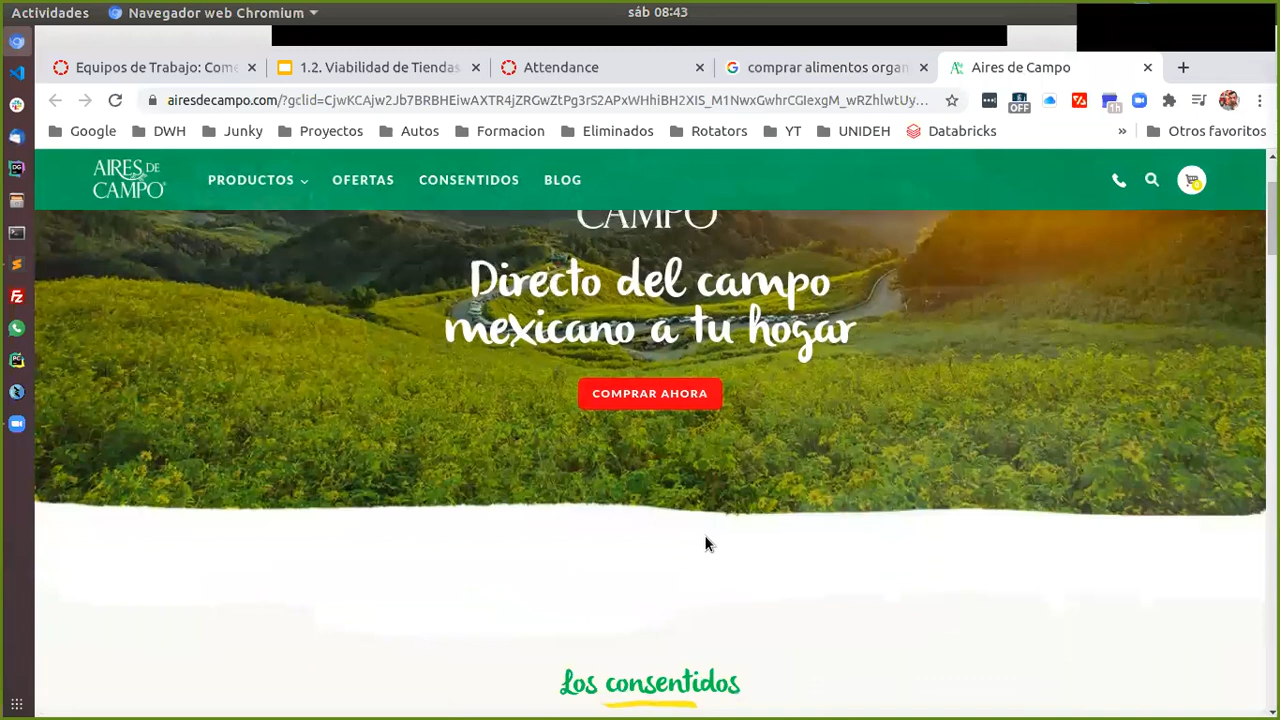 Actividades
Navegador web Chromium
sáb 08:43
Equipos de Trabajo: Come
1.2. Viabilidad de Tiendas
Attendance
comprar alimentos organ
Aires de Campo
airesdecampo.com/?gclid=CjwKCAjw2Jb7BRBHEiwAXTR4jZRGwZtPg3rS2APxWHhiBH2XIS_M1NwxGwhrCGIexgM_wRZhlwtUy...
OFF
1h
Google
DWH
Junky
Proyectos
Autos
Formacion
Eliminados
Rotators
YT
UNIDEH
Databricks
»
Otros favoritos
AIRES DE CAMPO
PRODUCTOS
OFERTAS
CONSENTIDOS
BLOG
CAMPO
Directo del campo
mexicano a tu hogar
COMPRAR AHORA
Los consentidos